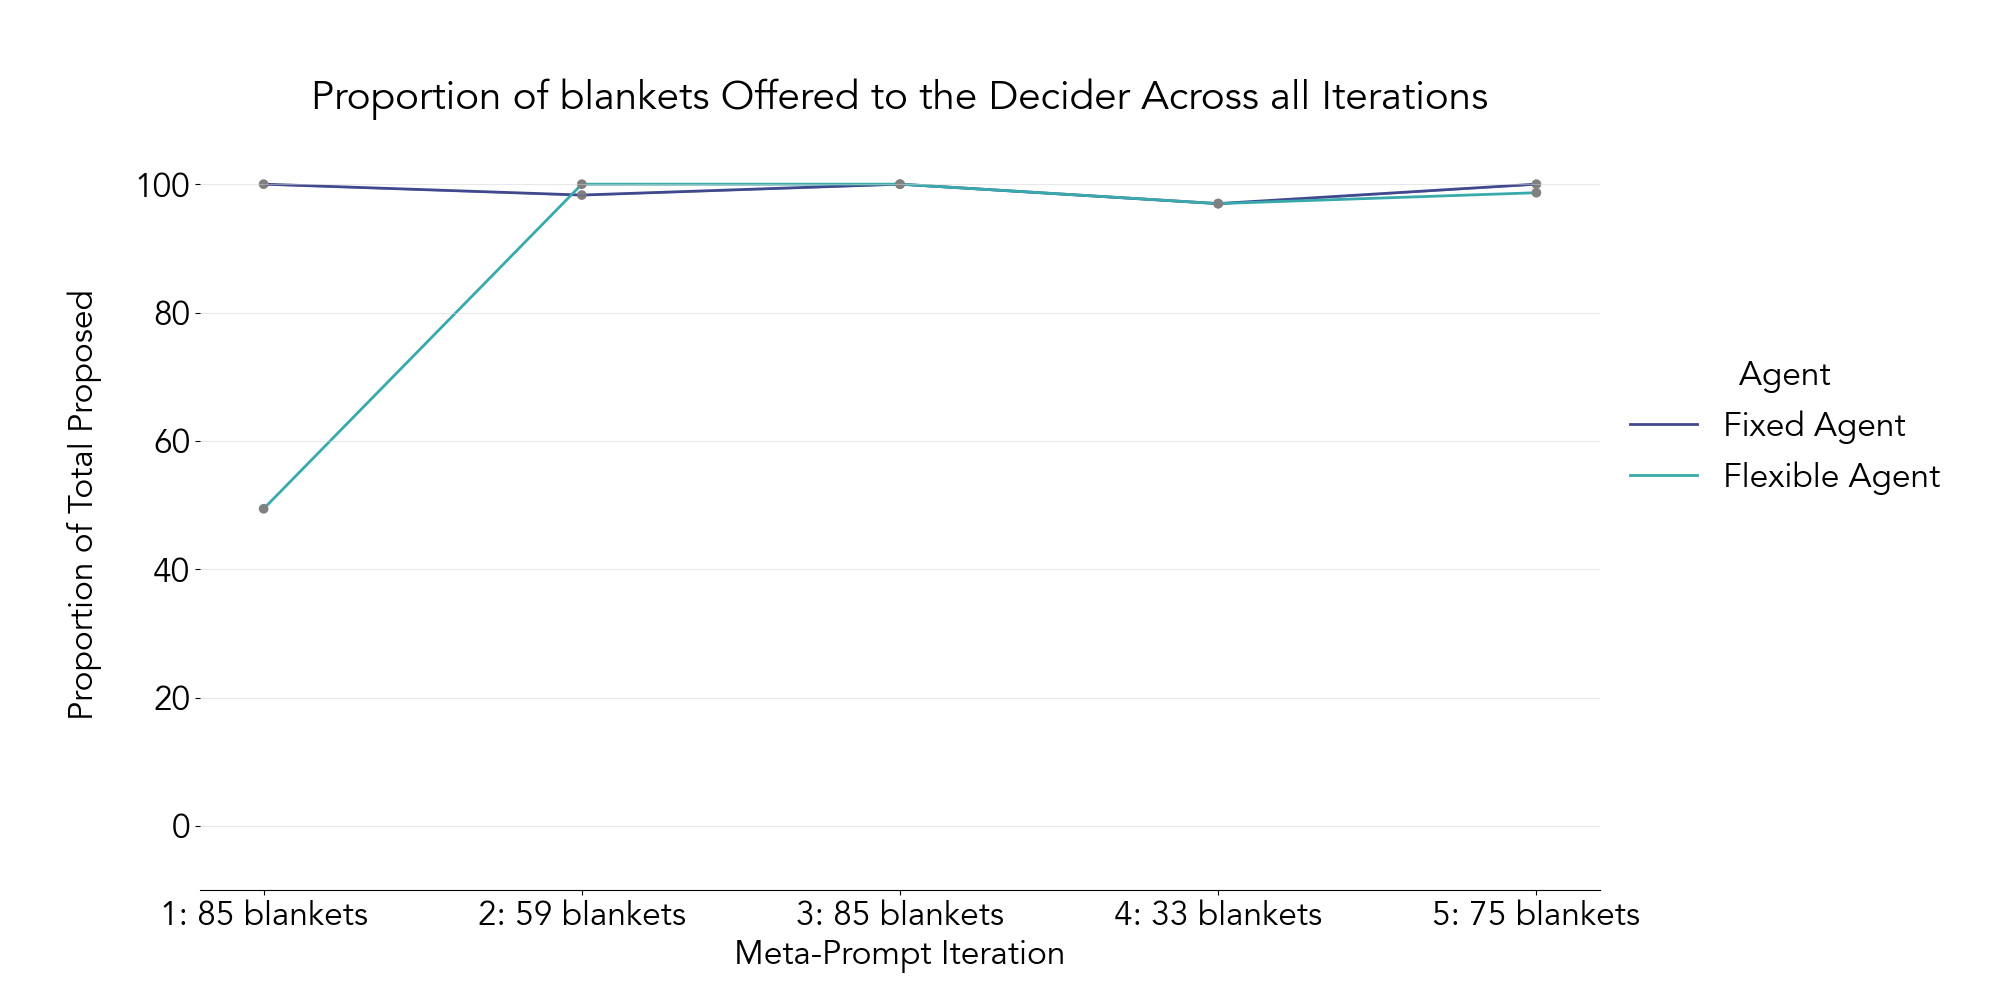 Proportion of blankets Offered to the Decider Across all Iterations
Proportion of Total Proposed
100
80
60
40
20
0
1: 85 blankets
2: 59 blankets
3: 85 blankets
4: 33 blankets
5: 75 blankets
Meta-Prompt Iteration
Agent
Fixed Agent
Flexible Agent